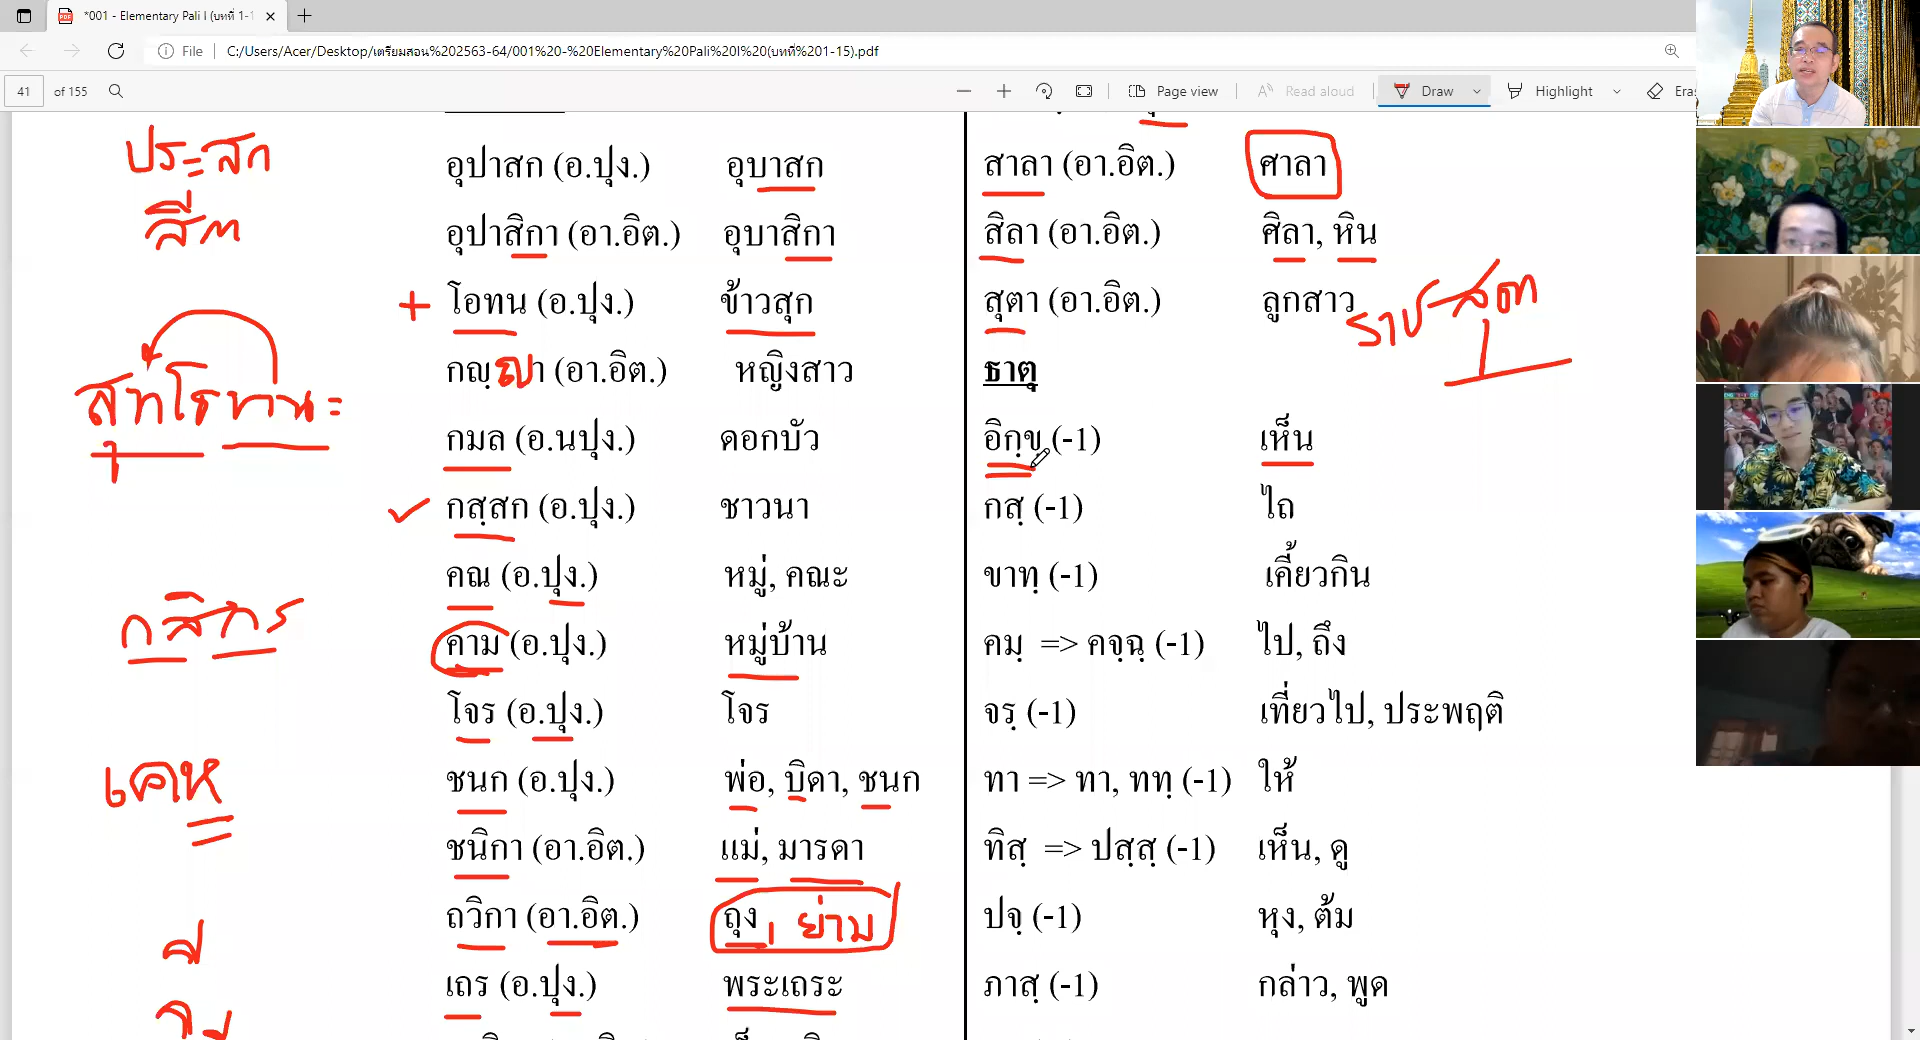 *001 - Elementary Pali I (บทที่ 1-1
File C:/Users/Acer/Desktop/เตรียมสอน%202563-64/001%20-%20Elementary%20Pali%20I%20(บทที่%201-15).pdf
41 of 155 Page view Read aloud Draw Highlight Eras
ประสก
อุปาสก (อ.ปุง.) อุบาสก
สีกา
อุปาสิกา (อา.อิต.) อุบาสิกา
+ โอทน (อ.ปุง.) ข้าวสุก
กญฺญา (อา.อิต.) หญิงสาว
สุทโธทานะ
กมล (อ.นปุง.) ดอกบัว
กสฺสก (อ.ปุง.) ชาวนา
คณ (อ.ปุง.) หมู่, คณะ
กสิกร
คาม (อ.ปุง.) หมู่บ้าน
โจร (อ.ปุง.) โจร
เคห
ชนก (อ.ปุง.) พ่อ, บิดา, ชนก
ชนิกา (อา.อิต.) แม่, มารดา
ถวิกา (อา.อิต.) ถุง, ย่าม
เถร (อ.ปุง.) พระเถระ
สาลา (อา.อิต.) ศาลา
สิลา (อา.อิต.) ศิลา, หิน
สุตา (อา.อิต.) ลูกสาว
ธาตุ
อิกฺข (-1) เห็น
กสฺ (-1) ไถ
ขาทฺ (-1) เคี้ยวกิน
คมฺ => คจฺฉฺ (-1) ไป, ถึง
จรฺ (-1) เที่ยวไป, ประพฤติ
ทา => ทา, ททฺ (-1) ให้
ทิสฺ => ปสฺสฺ (-1) เห็น, ดู
ปจฺ (-1) หุง, ต้ม
ภาสฺ (-1) กล่าว, พูด